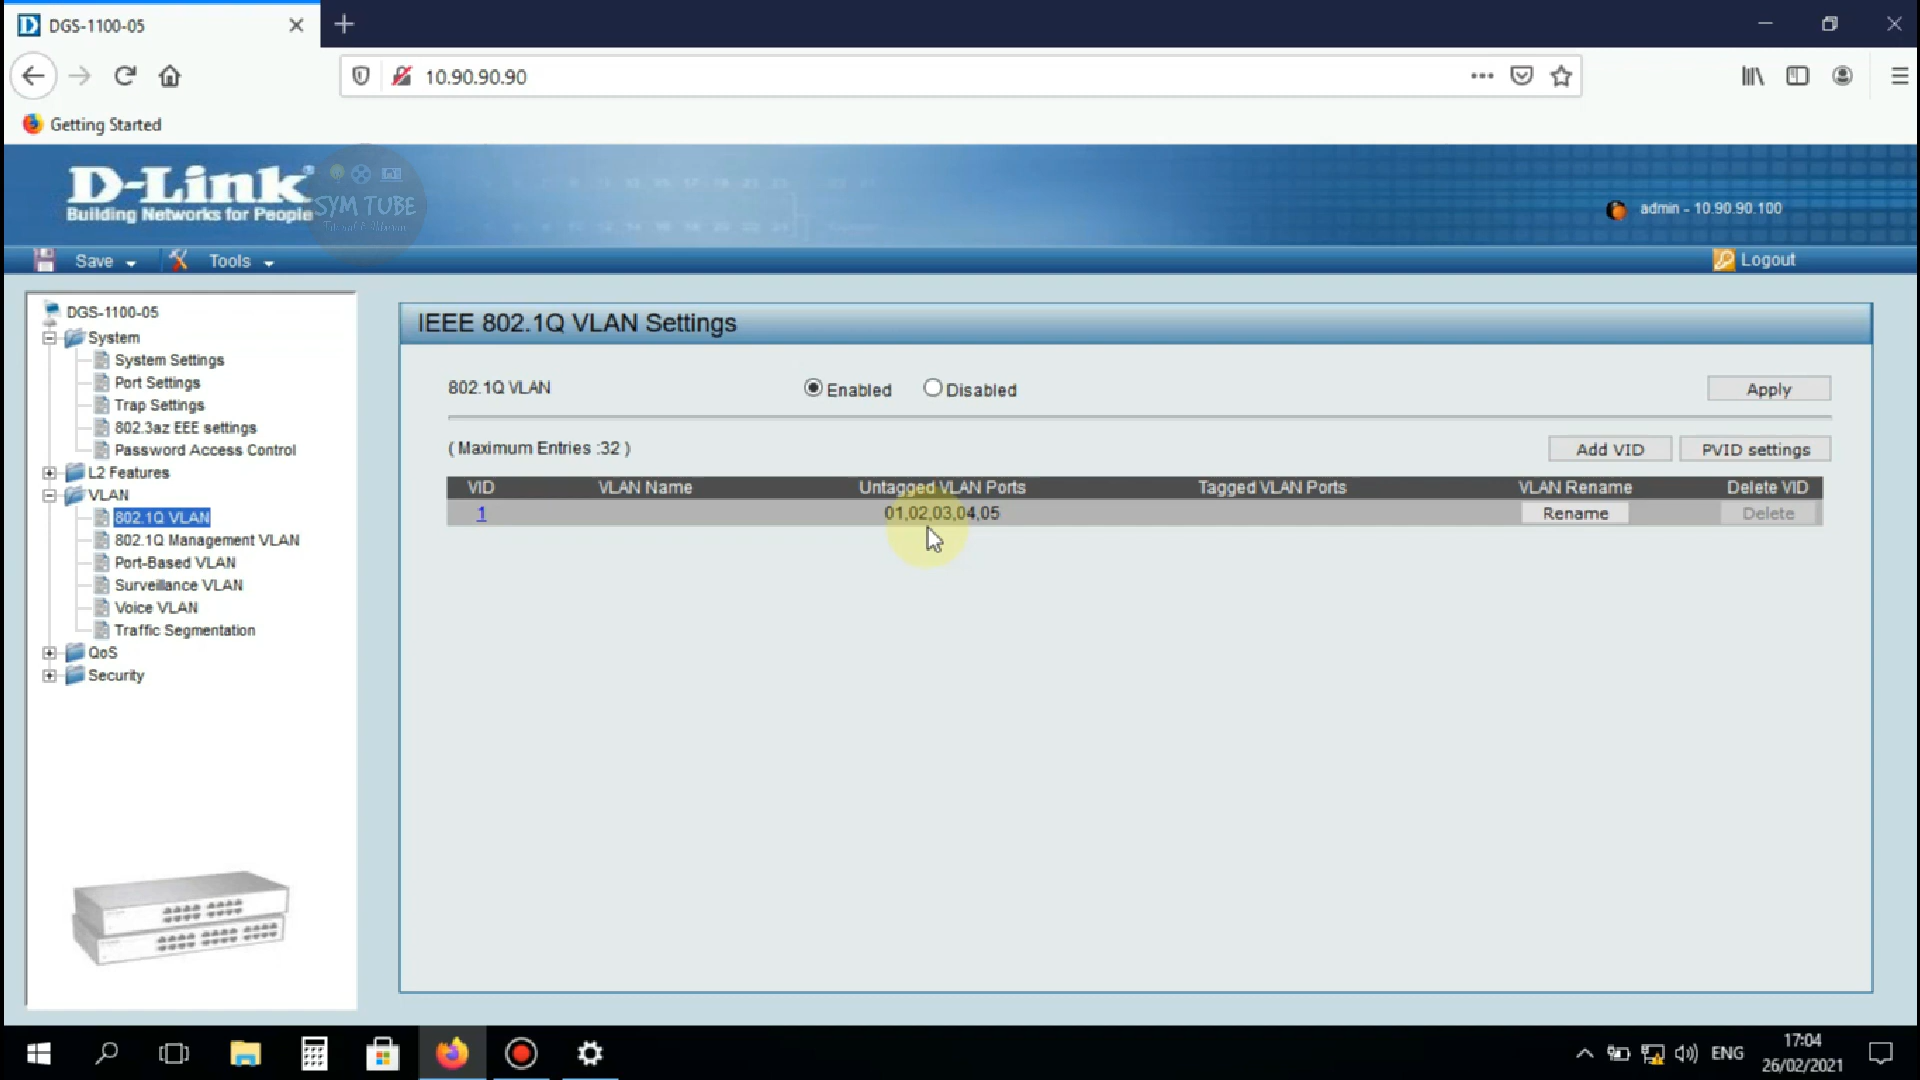 DGS-1100-05
10.90.90.90
Getting Started
D-Link
Building Networks for People
SYM TUBE
admin - 10.90.90.100
Save
Tools
Logout
DGS-1100-05
System
System Settings
Port Settings
Trap Settings
802.3az EEE settings
Password Access Control
L2 Features
VLAN
802.1Q VLAN
802.1Q Management VLAN
Port-Based VLAN
Surveillance VLAN
Voice VLAN
Traffic Segmentation
QoS
Security
IEEE 802.1Q VLAN Settings
802.1Q VLAN Enabled Disabled Apply
( Maximum Entries :32 ) Add VID PVID settings
VID VLAN Name Untagged VLAN Ports Tagged VLAN Ports VLAN Rename Delete VID
1 01,02,03,04,05 Rename Delete
ENG
17:04
26/02/2021